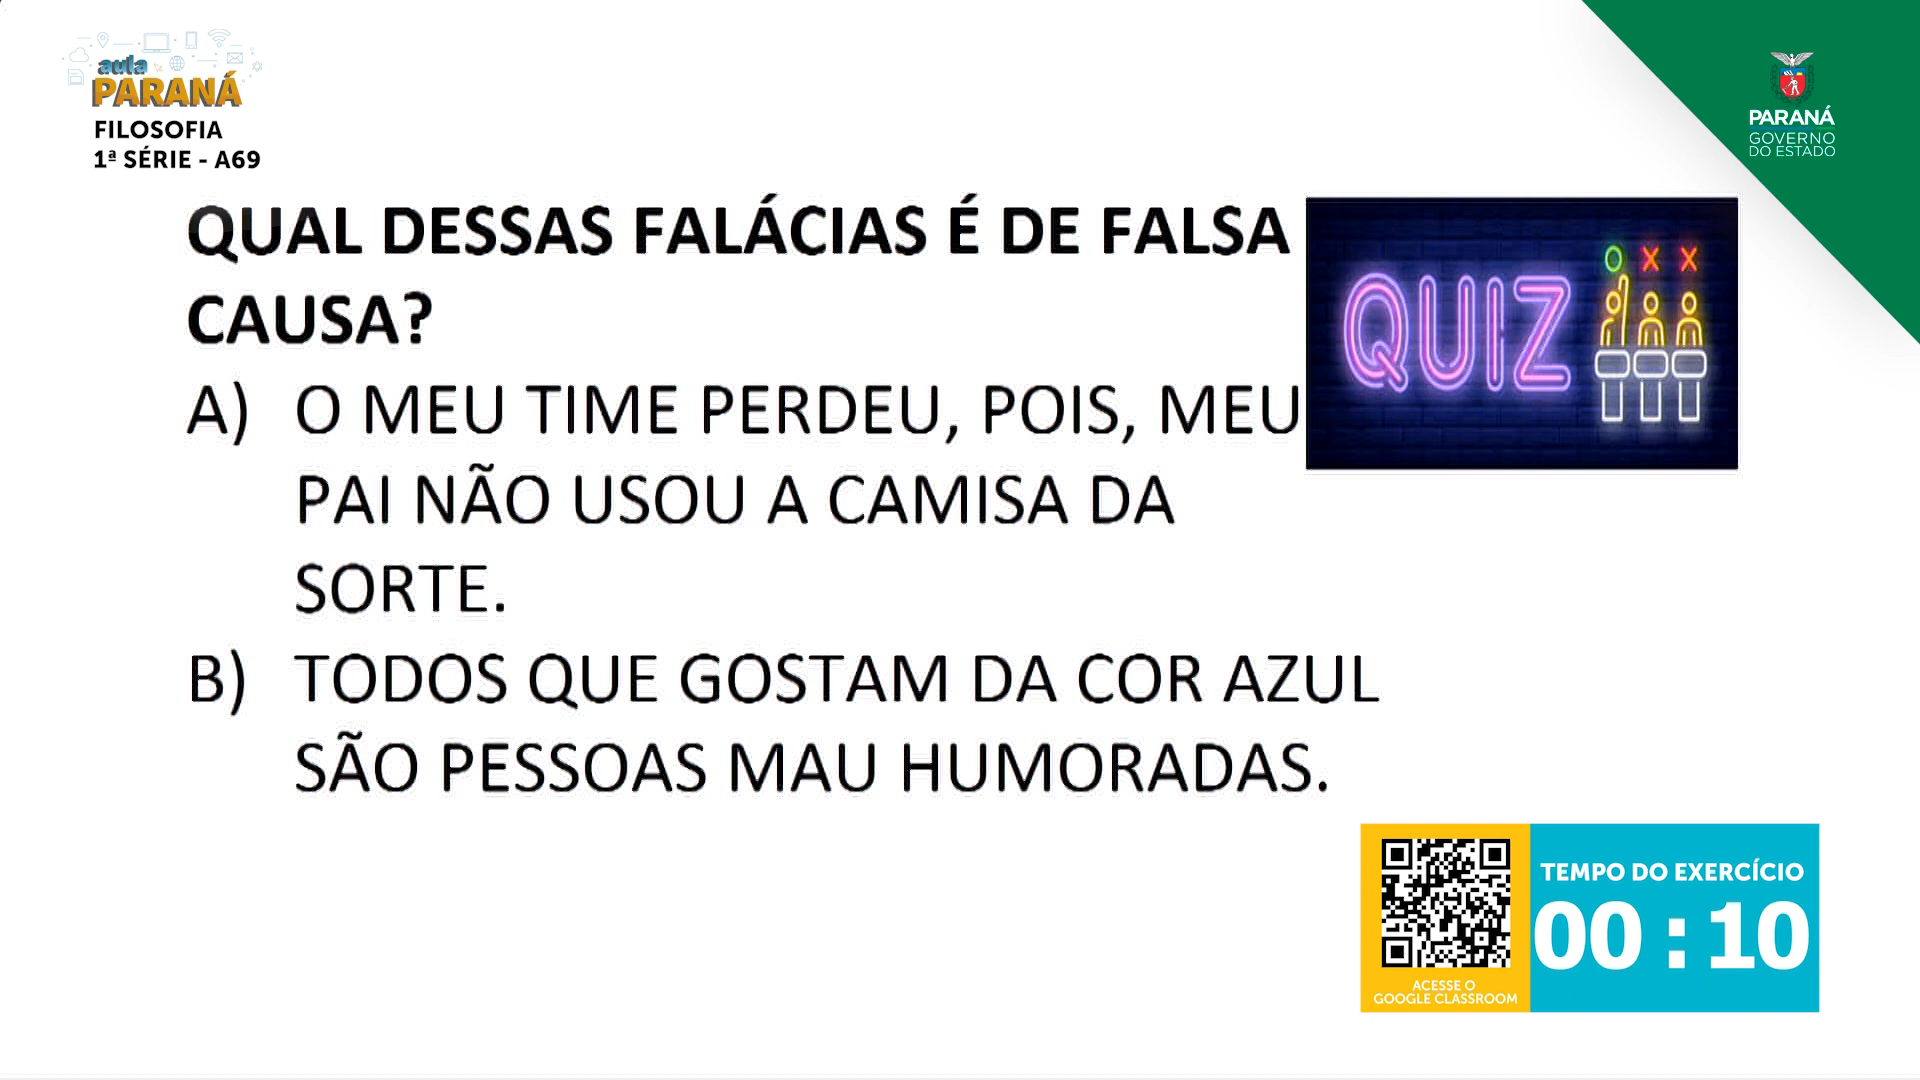 aula
PARANÁ
FILOSOFIA
1ª SÉRIE - A69
PARANÁ
GOVERNO
DO ESTADO
QUAL DESSAS FALÁCIAS É DE FALSA
CAUSA?
QUIZ
A) O MEU TIME PERDEU, POIS, MEU
PAI NÃO USOU A CAMISA DA
SORTE.
B) TODOS QUE GOSTAM DA COR AZUL
SÃO PESSOAS MAU HUMORADAS.
TEMPO DO EXERCÍCIO
00 : 10
ACESSE O
GOOGLE CLASSROOM